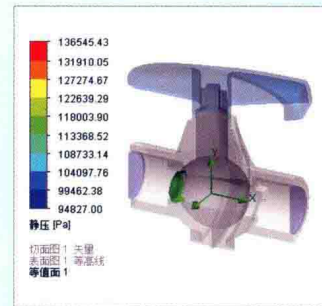 136545.43
131910.05
127274.67
122639.29
118003.90
113368.52
108733.14
104097.76
99462.38
94827.00
静压 [Pa]
切面图 1 矢量
表面图 1 等高线
等值面 1
y
x